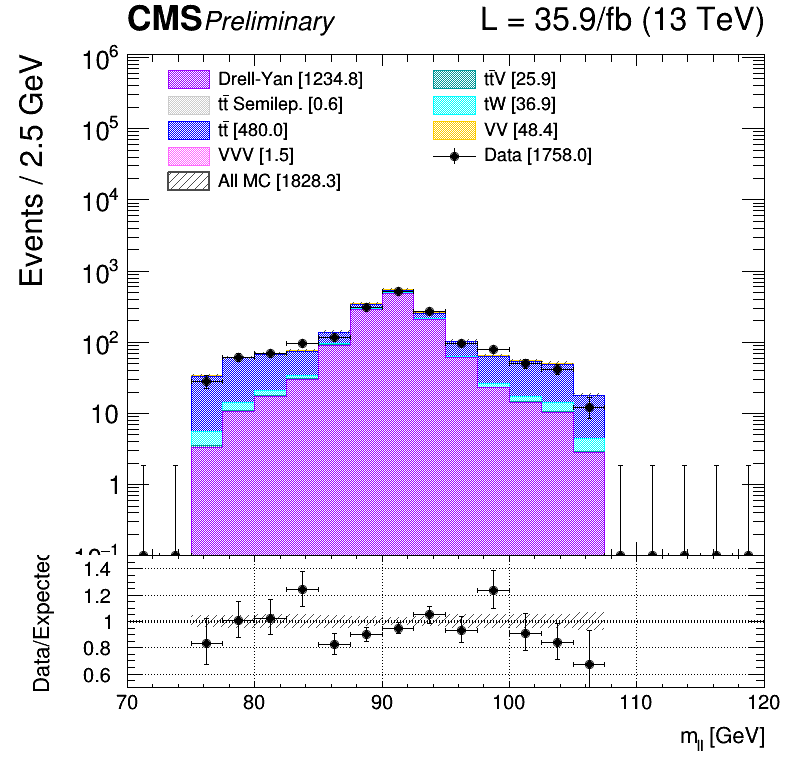 CMS Preliminary L = 35.9/fb (13 TeV)
Events / 2.5 GeV
10⁶
10⁵
10⁴
10³
10²
10
1
10⁻¹
Drell-Yan [1234.8]
tt̄ Semilep. [0.6]
tt̄ [480.0]
VVV [1.5]
All MC [1828.3]
tt̄V [25.9]
tW [36.9]
VV [48.4]
Data [1758.0]
Data/Expected
1.4
1.2
1
0.8
0.6
70 80 90 100 110 120
m_ll [GeV]